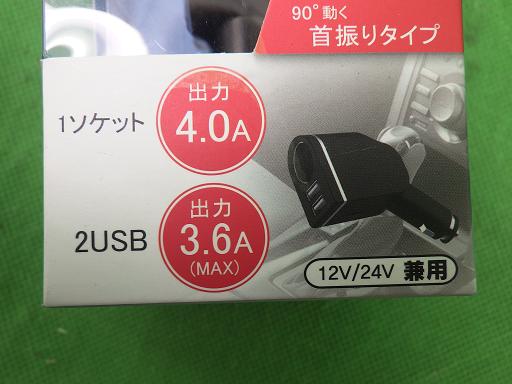 90°動く
首振りタイプ
1ソケット
出力
4.0A
2USB
出力
3.6A
(MAX)
12V/24V 兼用